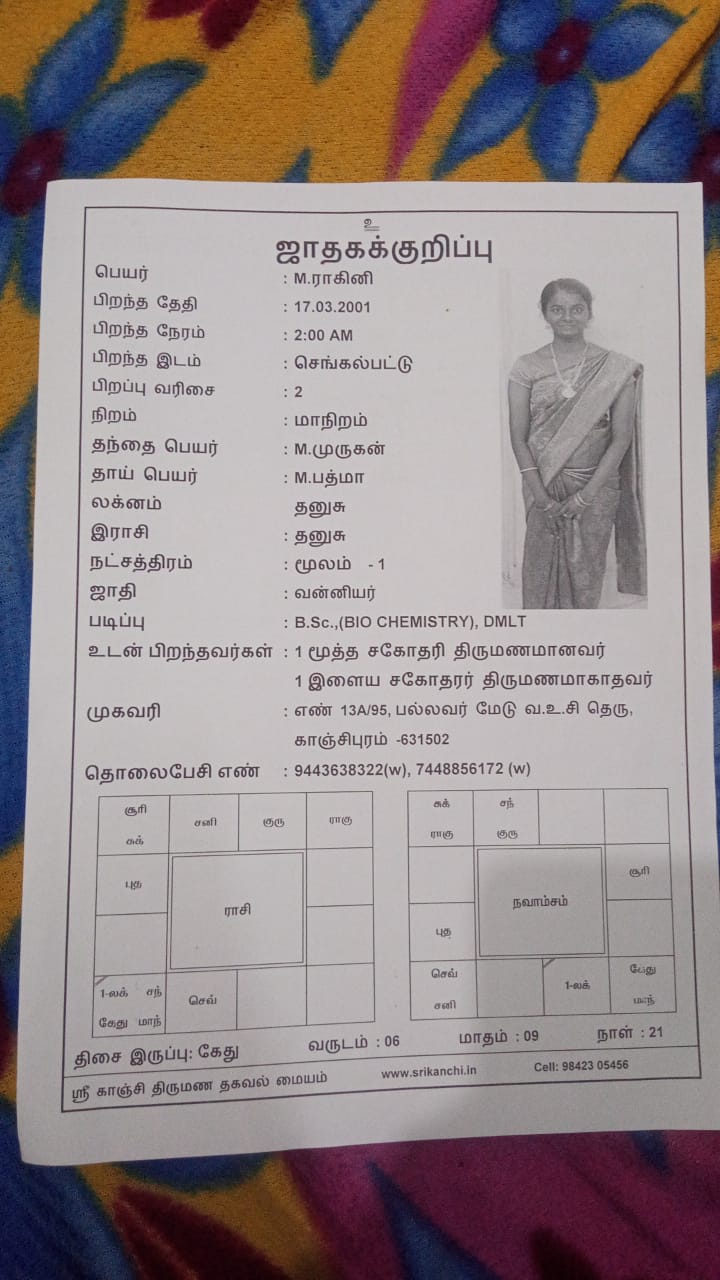 உ
ஜாதகக்குறிப்பு
பெயர் : M.ராகினி
பிறந்த தேதி : 17.03.2001
பிறந்த நேரம் : 2:00 AM
பிறந்த இடம் : செங்கல்பட்டு
பிறப்பு வரிசை : 2
நிறம் : மாநிறம்
தந்தை பெயர் : M.முருகன்
தாய் பெயர் : M.பத்மா
லக்னம் தனுசு
இராசி : தனுசு
நட்சத்திரம் : மூலம் - 1
ஜாதி : வன்னியர்
படிப்பு : B.Sc.,(BIO CHEMISTRY), DMLT
உடன் பிறந்தவர்கள் : 1 மூத்த சகோதரி திருமணமானவர்
1 இளைய சகோதரர் திருமணமாகாதவர்
முகவரி : எண் 13A/95, பல்லவர் மேடு வ.உ.சி தெரு,
காஞ்சிபுரம் -631502
தொலைபேசி எண் : 9443638322(w), 7448856172 (w)
சூரி
சுக்
சனி
குரு
ராகு
புத
ராசி
1-லக் சந்
கேது மாந்
செவ்
சுக்
ராகு
சந்
குரு
சூரி
நவாம்சம்
புத
செவ்
சனி
1-லக்
கேது
மாந்
திசை இருப்பு: கேது வருடம் : 06 மாதம் : 09 நாள் : 21
ஸ்ரீ காஞ்சி திருமண தகவல் மையம் www.srikanchi.in Cell: 98423 05456